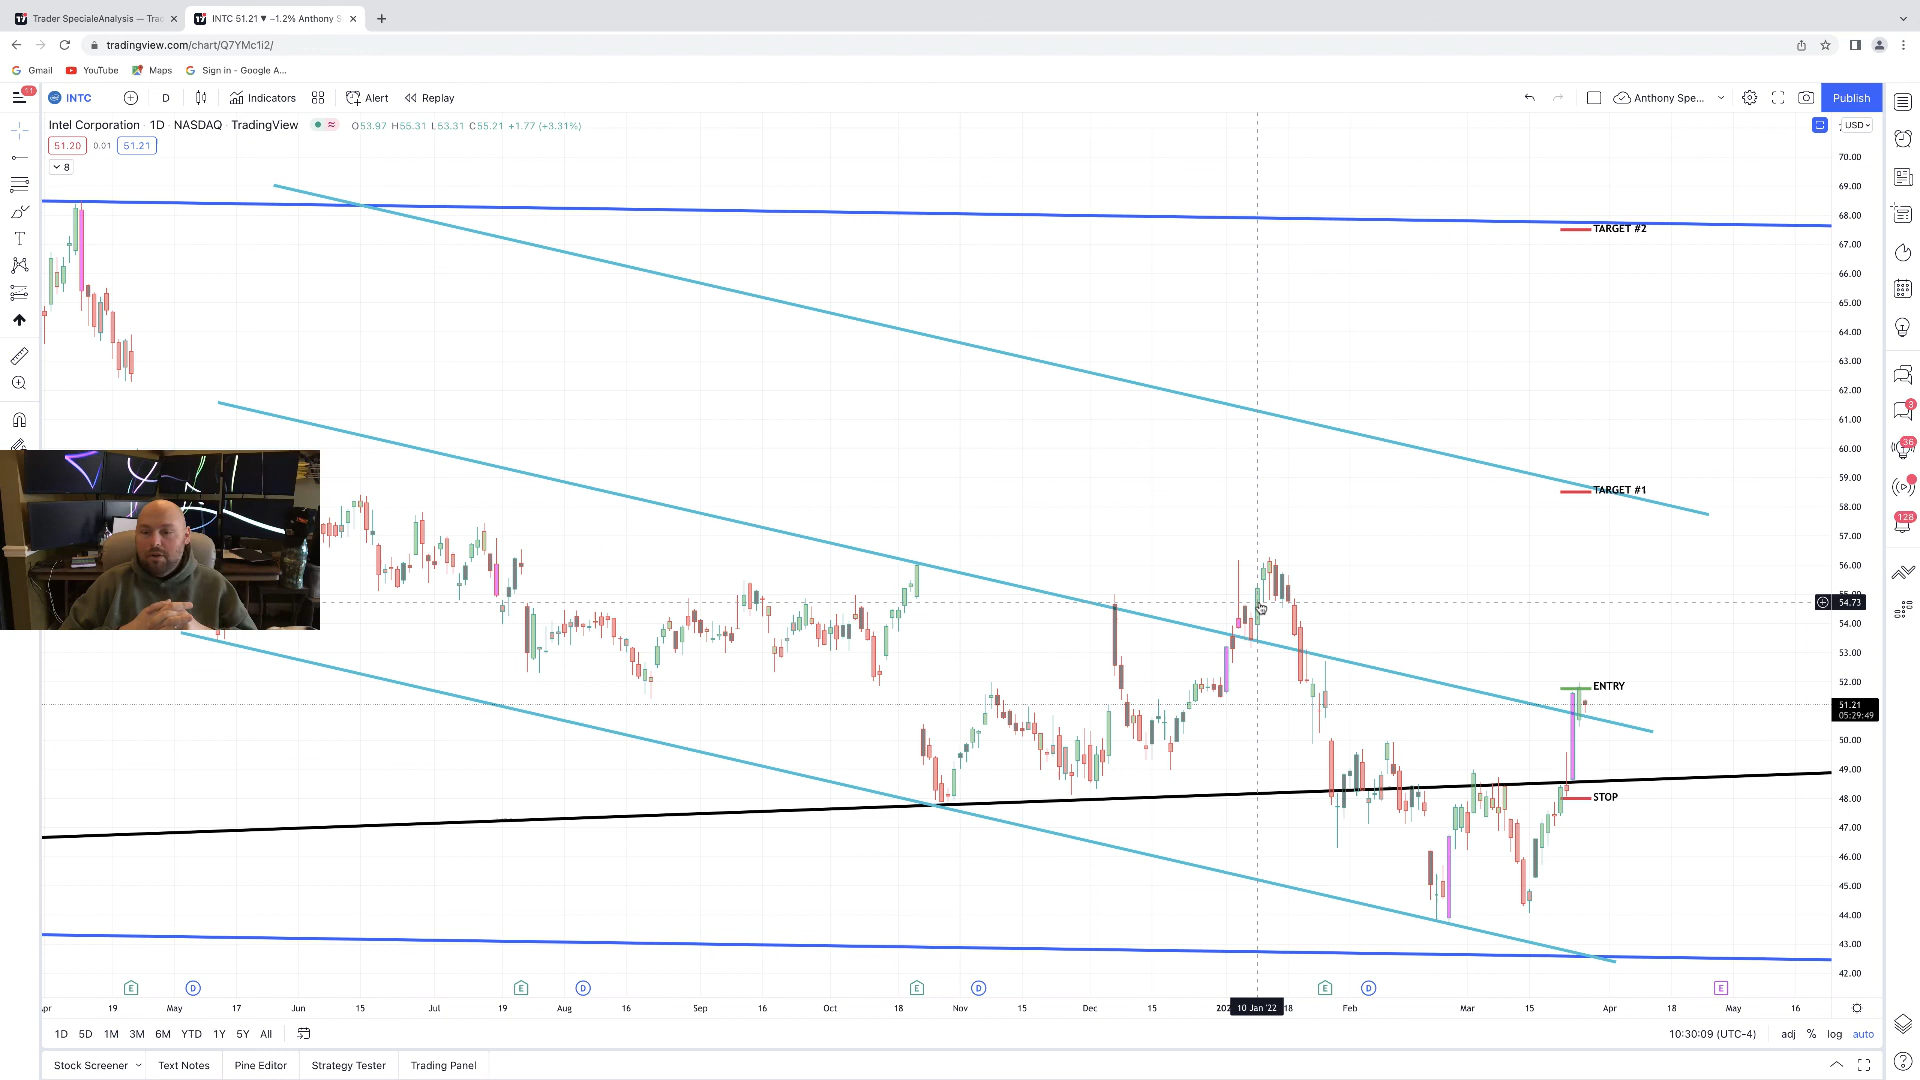 Trader SpecialeAnalysis — Trad
INTC 51.21 ▼ −1.2% Anthony S
tradingview.com/chart/Q7YMc1i2/
Gmail YouTube Maps Sign in - Google A...
11 INTC D Indicators Alert Replay Anthony Spe... Publish
Intel Corporation · 1D · NASDAQ · TradingView O53.97 H55.31 L53.31 C55.21 +1.77 (+3.31%) USD
51.20 0.01 51.21
8
70.00
69.00
68.00
TARGET #2
67.00
66.00
65.00
64.00
63.00
62.00
61.00
60.00
59.00
TARGET #1
58.00
57.00
56.00
54.73
54.00
53.00
ENTRY
52.00
51.21
05:29:49
50.00
49.00
STOP
48.00
47.00
46.00
45.00
44.00
43.00
42.00
3
36
128
E D E D E D E D E
19 May 17 Jun 15 Jul 19 Aug 16 Sep 16 Oct 18 Nov 15 Dec 15 202 10 Jan '22 18 Feb Mar 15 Apr 18 May 16
1D 5D 1M 3M 6M YTD 1Y 5Y All 10:30:09 (UTC-4) adj % log auto
Stock Screener Text Notes Pine Editor Strategy Tester Trading Panel